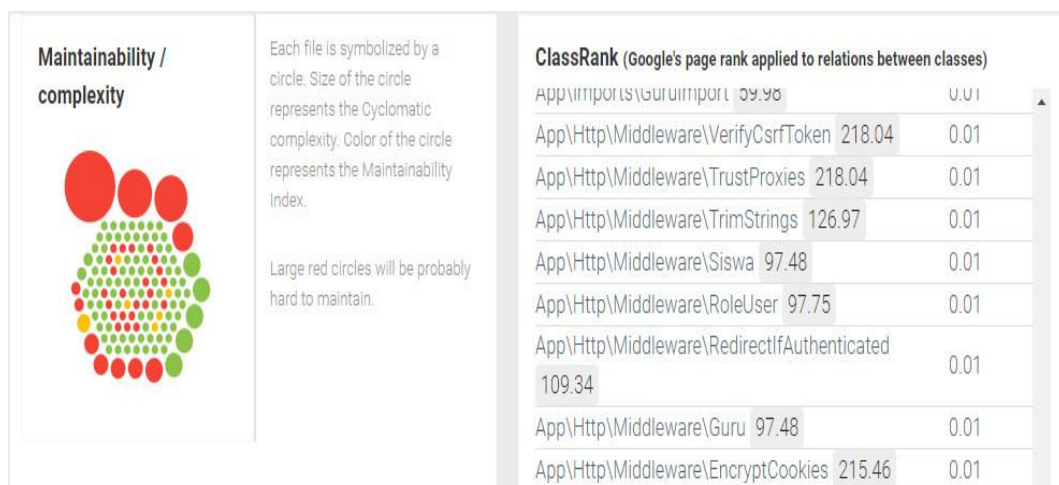 Maintainability /
complexity
Each file is symbolized by a
circle. Size of the circle
represents the Cyclomatic
complexity. Color of the circle
represents the Maintainability
Index.
Large red circles will be probably
hard to maintain.
ClassRank (Google's page rank applied to relations between classes)
App\Imports\GuruImport 59.98 0.01
App\Http\Middleware\VerifyCsrfToken 218.04 0.01
App\Http\Middleware\TrustProxies 218.04 0.01
App\Http\Middleware\TrimStrings 126.97 0.01
App\Http\Middleware\Siswa 97.48 0.01
App\Http\Middleware\RoleUser 97.75 0.01
App\Http\Middleware\RedirectIfAuthenticated
109.34 0.01
App\Http\Middleware\Guru 97.48 0.01
App\Http\Middleware\EncryptCookies 215.46 0.01